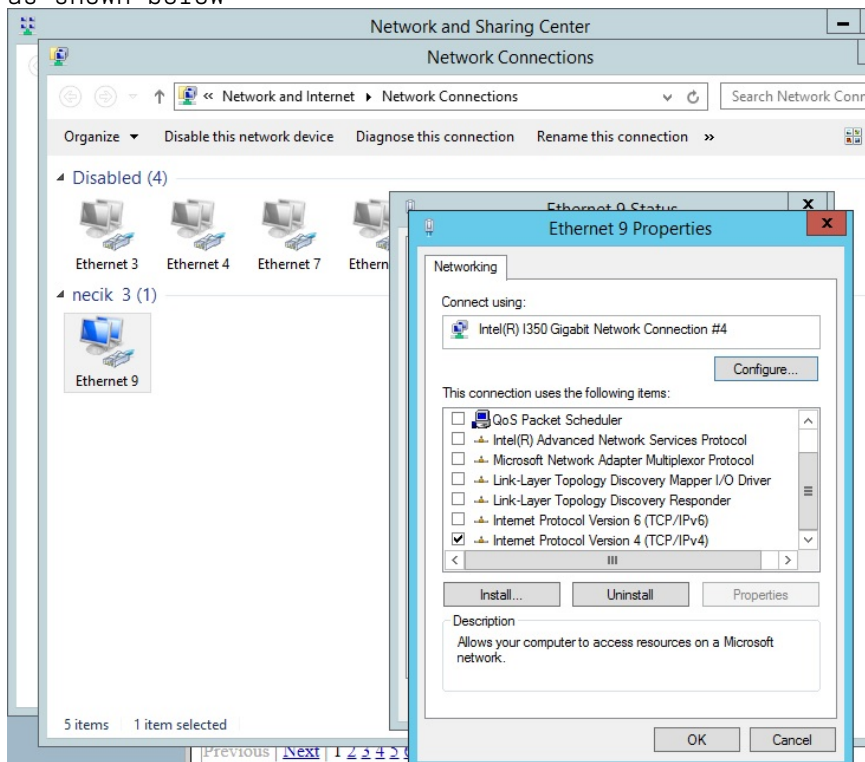 as shown below
Network and Sharing Center
Network Connections
« Network and Internet ▸ Network Connections
Search Network Conn
Organize
Disable this network device
Diagnose this connection
Rename this connection
»
Disabled (4)
Ethernet 3
Ethernet 4
Ethernet 7
Ethern
necik 3 (1)
Ethernet 9
Ethernet 9 Status
Ethernet 9 Properties
Networking
Connect using:
Intel(R) I350 Gigabit Network Connection #4
Configure...
This connection uses the following items:
QoS Packet Scheduler
Intel(R) Advanced Network Services Protocol
Microsoft Network Adapter Multiplexor Protocol
Link-Layer Topology Discovery Mapper I/O Driver
Link-Layer Topology Discovery Responder
Internet Protocol Version 6 (TCP/IPv6)
Internet Protocol Version 4 (TCP/IPv4)
Install...
Uninstall
Properties
Description
Allows your computer to access resources on a Microsoft
network.
5 items
1 item selected
OK
Cancel
Previous | Next | 1 2 3 4 5